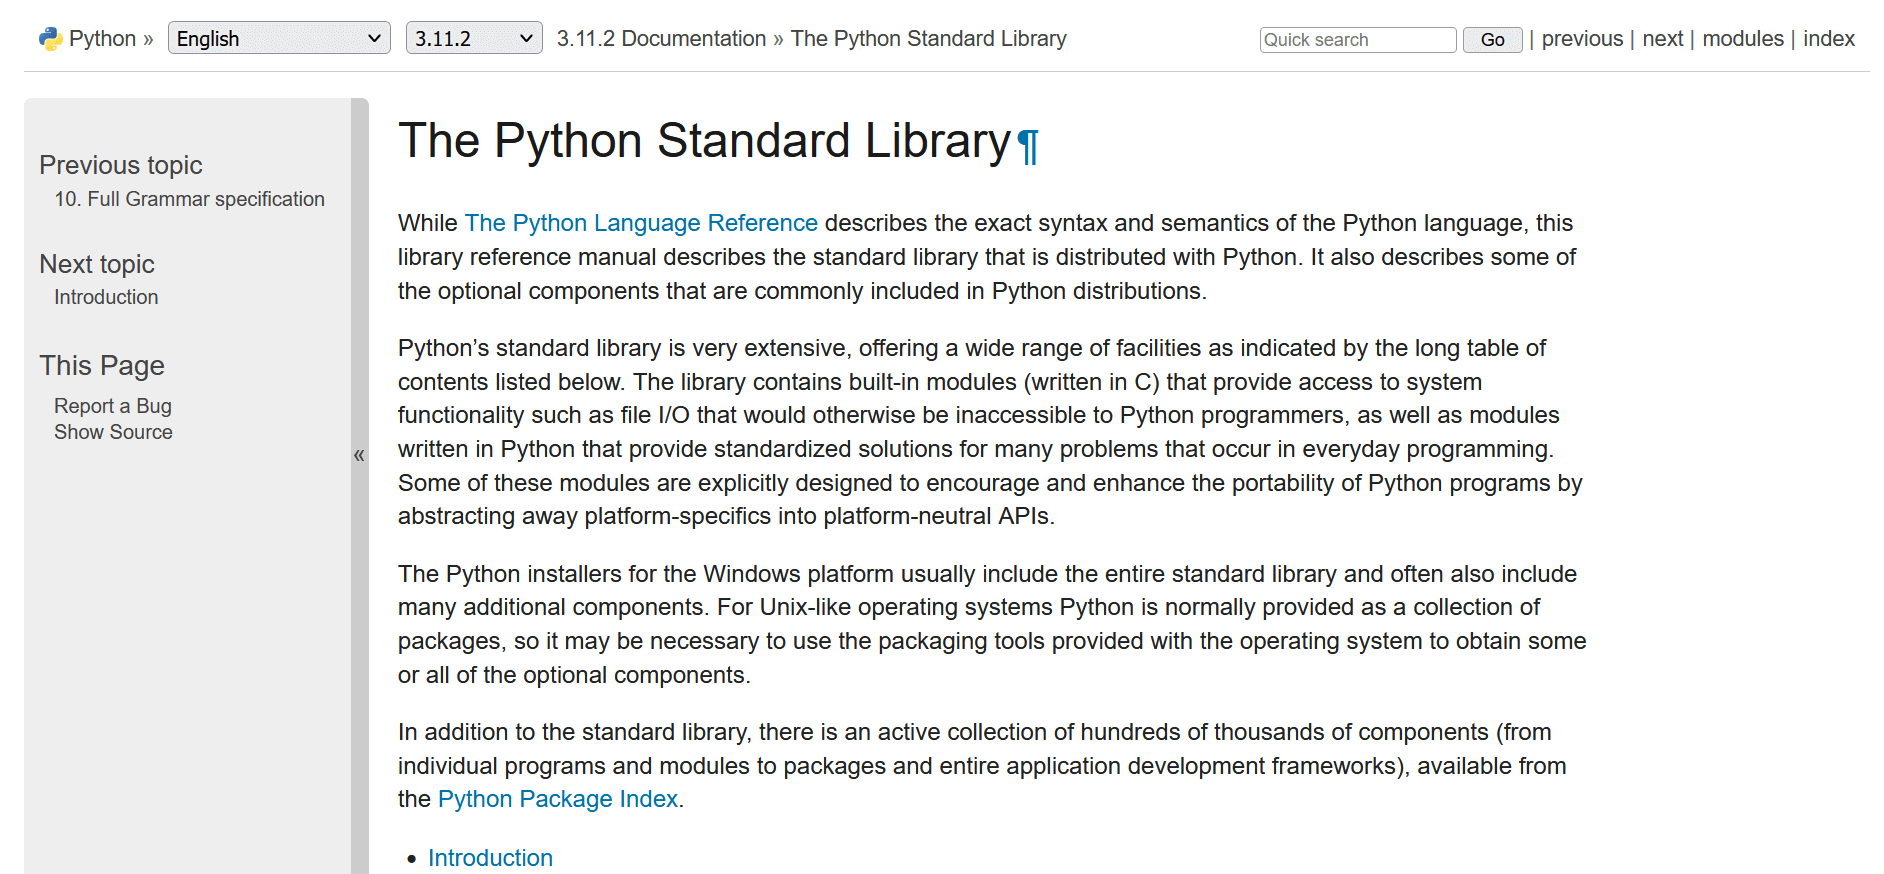 Python » English 3.11.2 3.11.2 Documentation » The Python Standard Library Quick search Go | previous | next | modules | index
Previous topic
10. Full Grammar specification
Next topic
Introduction
This Page
Report a Bug
Show Source
«
The Python Standard Library¶
While The Python Language Reference describes the exact syntax and semantics of the Python language, this
library reference manual describes the standard library that is distributed with Python. It also describes some of
the optional components that are commonly included in Python distributions.
Python’s standard library is very extensive, offering a wide range of facilities as indicated by the long table of
contents listed below. The library contains built-in modules (written in C) that provide access to system
functionality such as file I/O that would otherwise be inaccessible to Python programmers, as well as modules
written in Python that provide standardized solutions for many problems that occur in everyday programming.
Some of these modules are explicitly designed to encourage and enhance the portability of Python programs by
abstracting away platform-specifics into platform-neutral APIs.
The Python installers for the Windows platform usually include the entire standard library and often also include
many additional components. For Unix-like operating systems Python is normally provided as a collection of
packages, so it may be necessary to use the packaging tools provided with the operating system to obtain some
or all of the optional components.
In addition to the standard library, there is an active collection of hundreds of thousands of components (from
individual programs and modules to packages and entire application development frameworks), available from
the Python Package Index.
• Introduction